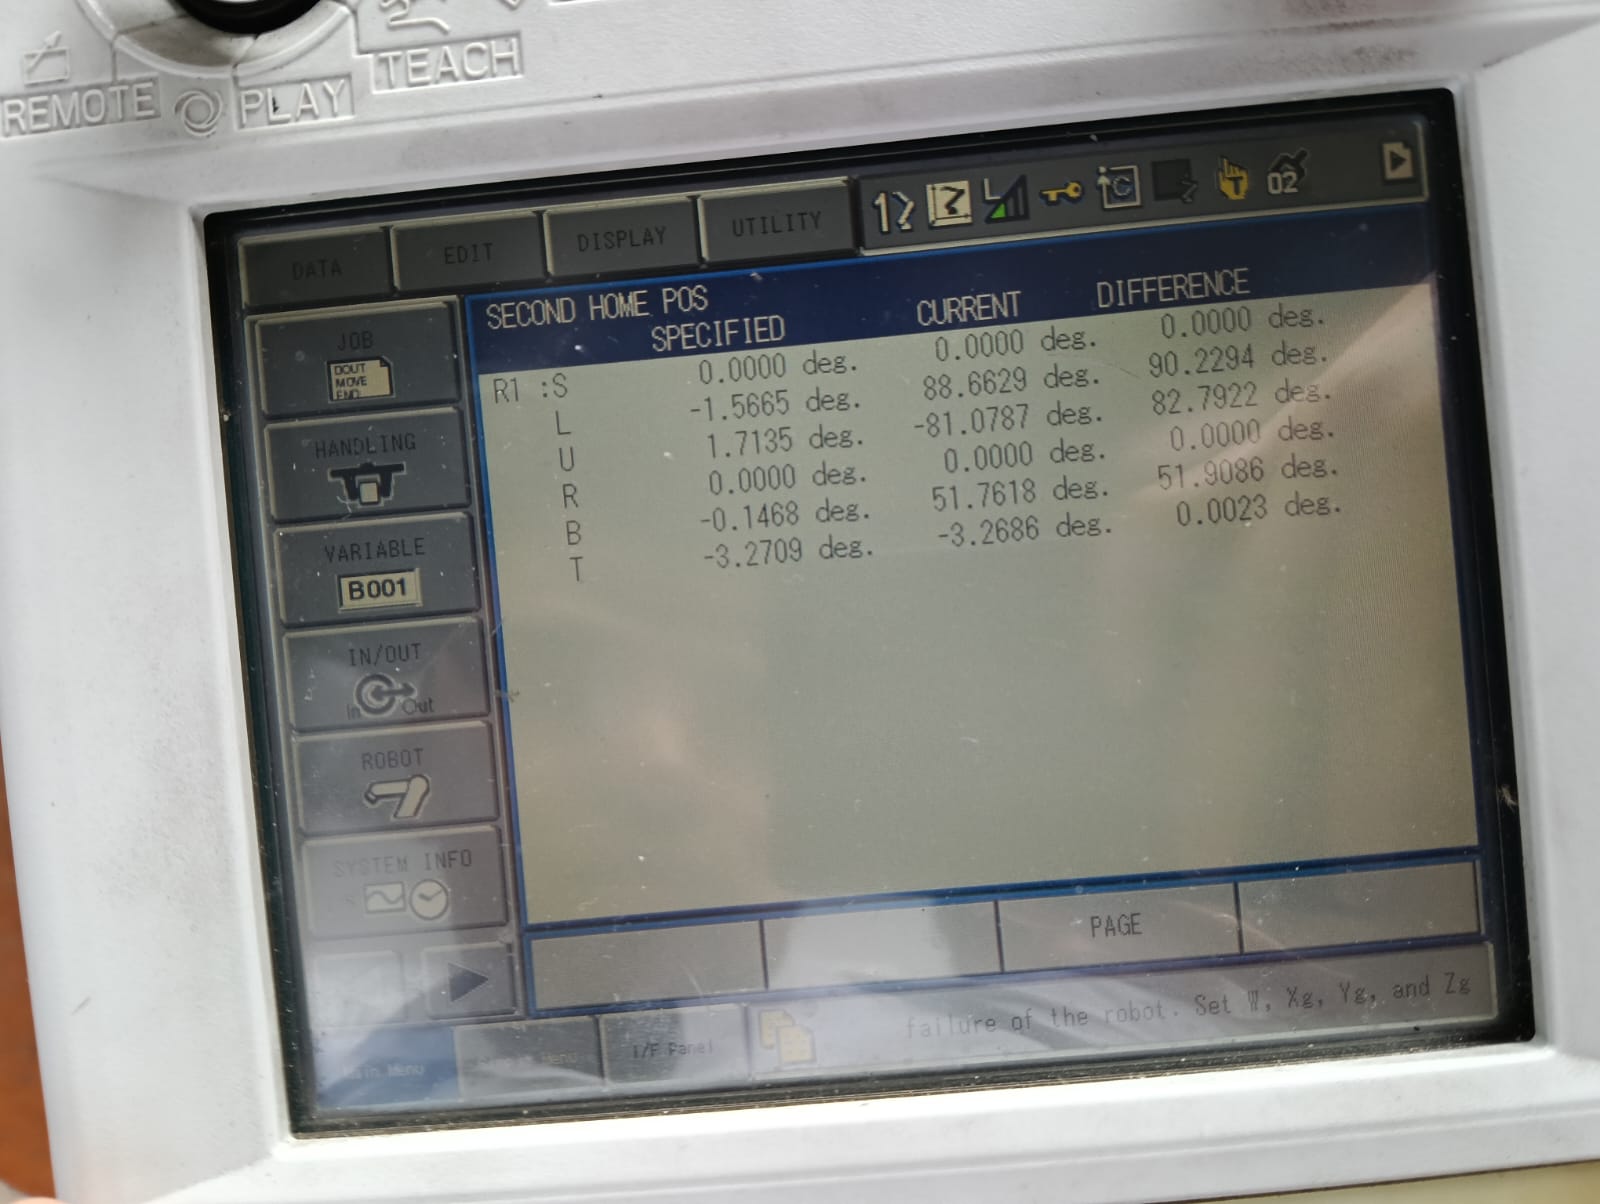 TEACH
REMOTE PLAY
DATA EDIT DISPLAY UTILITY
02
SECOND HOME POS
SPECIFIED CURRENT DIFFERENCE
R1 :S 0.0000 deg. 0.0000 deg. 0.0000 deg.
L -1.5665 deg. 88.6629 deg. 90.2294 deg.
U 1.7135 deg. -81.0787 deg. 82.7922 deg.
R 0.0000 deg. 0.0000 deg. 0.0000 deg.
B -0.1468 deg. 51.7618 deg. 51.9086 deg.
T -3.2709 deg. -3.2686 deg. 0.0023 deg.
JOB
DOUT
MOVE
END
HANDLING
VARIABLE
B001
IN/OUT
In Out
ROBOT
SYSTEM INFO
PAGE
failure of the robot. Set W, Xg, Yg, and Zg
Main Menu I/F Panel